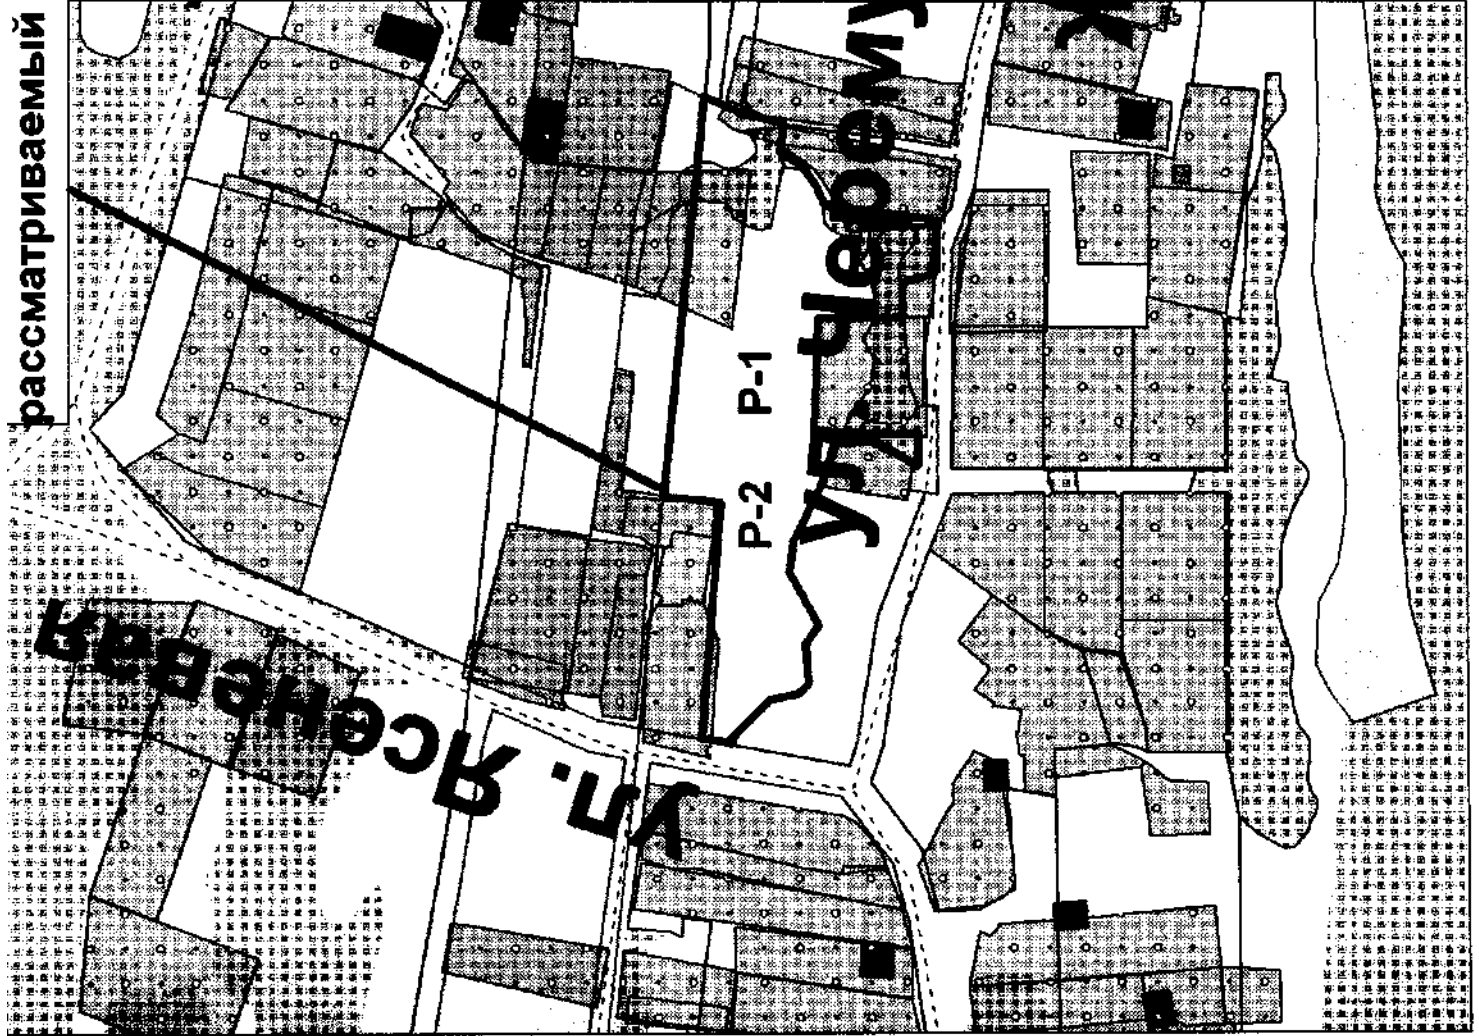 рассматриваемый
ул. Ясеневая
Р-2 Р-1
ул. Черему
ж